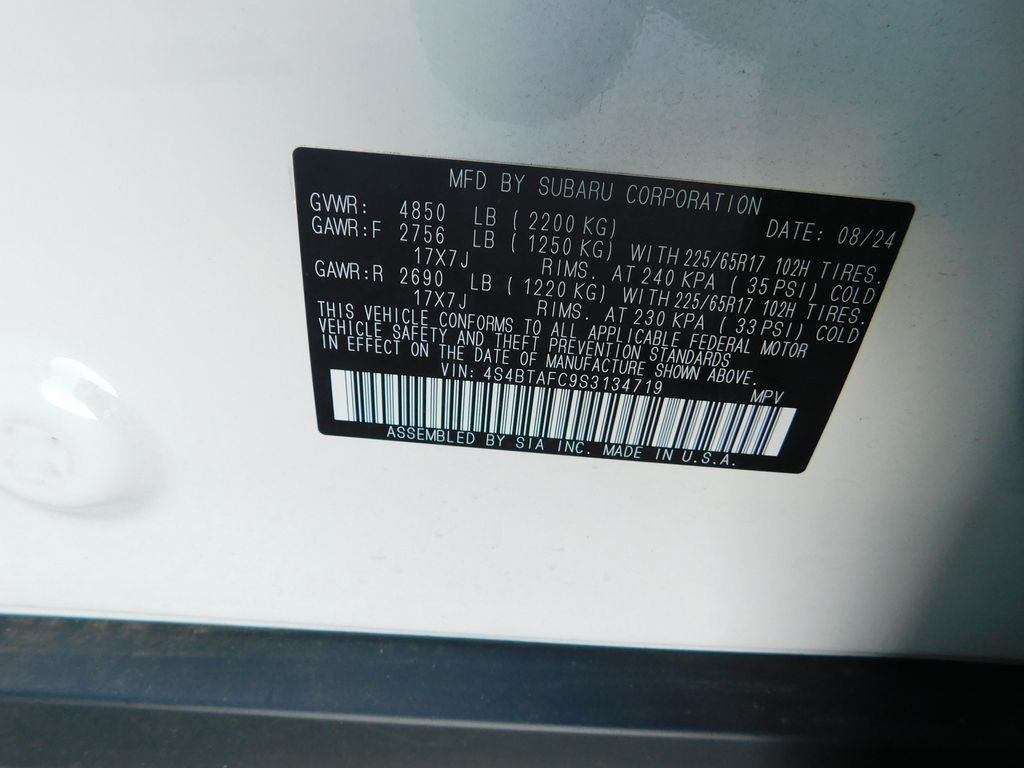 MFD BY SUBARU CORPORATION
GVWR: 4850 LB ( 2200 KG) DATE: 08/24
GAWR:F 2756 LB ( 1250 KG) WITH 225/65R17 102H TIRES.
17X7J RIMS. AT 240 KPA ( 35 PSI) COLD
GAWR:R 2690 LB ( 1220 KG) WITH 225/65R17 102H TIRES.
17X7J RIMS. AT 230 KPA ( 33 PSI) COLD
THIS VEHICLE CONFORMS TO ALL APPLICABLE FEDERAL MOTOR
VEHICLE SAFETY AND THEFT PREVENTION STANDARDS
IN EFFECT ON THE DATE OF MANUFACTURE SHOWN ABOVE.
VIN: 4S4BTAFC9S3134719 MPV
ASSEMBLED BY SIA INC. MADE IN U.S.A.